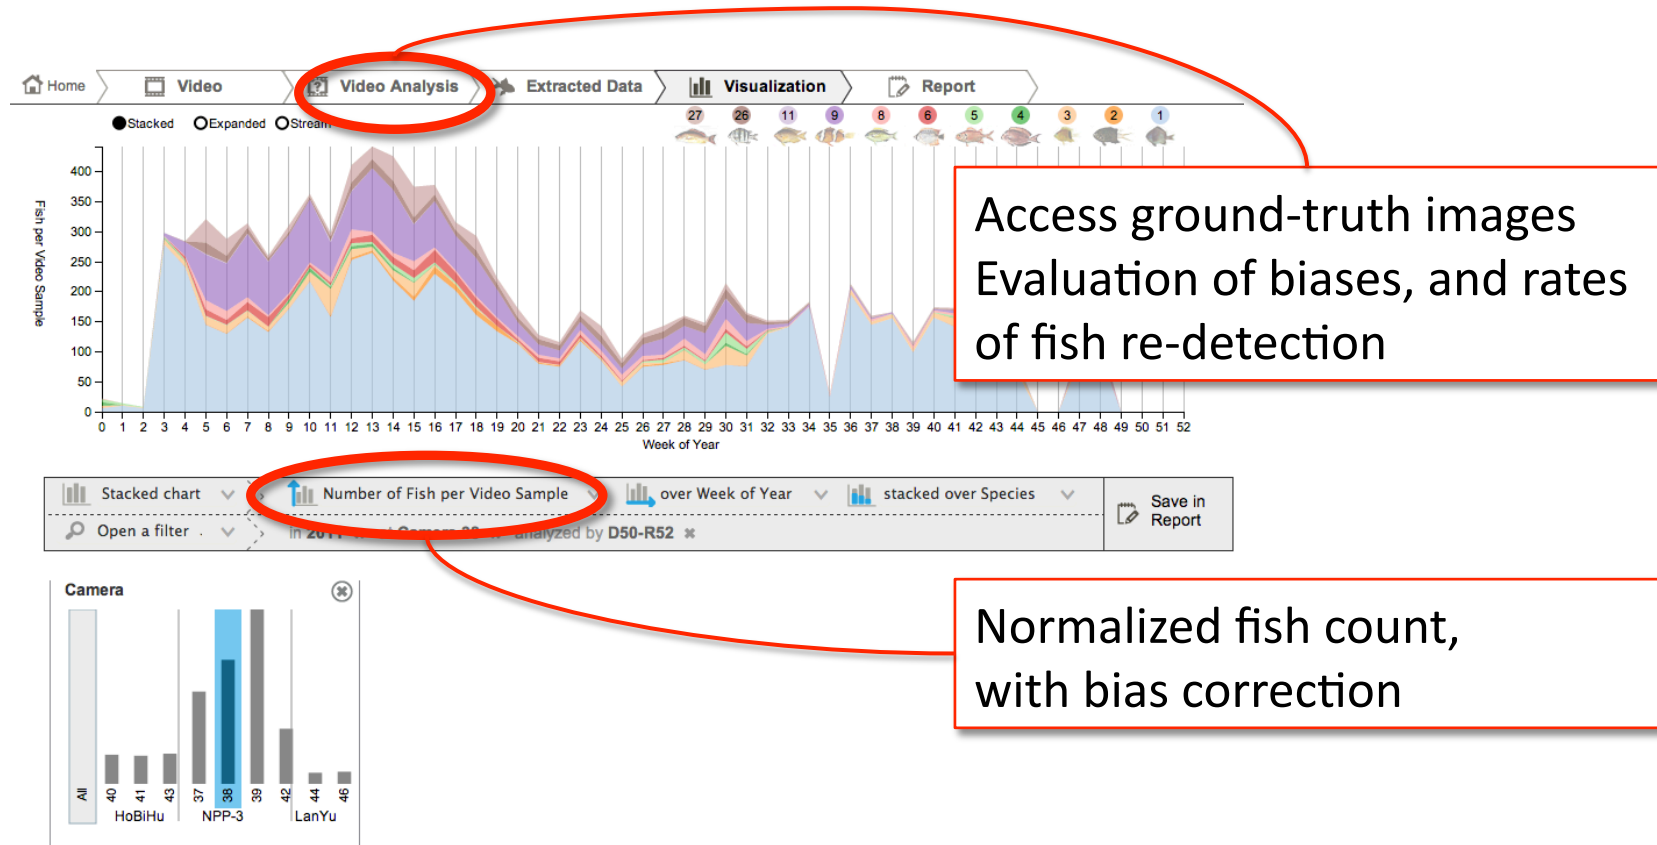 Home
Video
Video Analysis
Extracted Data
Visualization
Report
Stacked Expanded Stream
27 26 11 9 8 6 5 4 3 2 1
Access ground-truth images
Evaluation of biases, and rates
of fish re-detection
Fish per Video Sample
400
350
300
250
200
150
100
50
0
0 1 2 3 4 5 6 7 8 9 10 11 12 13 14 15 16 17 18 19 20 21 22 23 24 25 26 27 28 29 30 31 32 33 34 35 36 37 38 39 40 41 42 43 44 45 46 47 48 49 50 51 52
Week of Year
Stacked chart
Number of Fish per Video Sample
over Week of Year
stacked over Species
Save in
Report
Open a filter
in 2011 Camera 38 analyzed by D50-R52
Normalized fish count,
with bias correction
Camera
All 40 41 43 37 38 39 42 44 46
HoBiHu NPP-3 LanYu